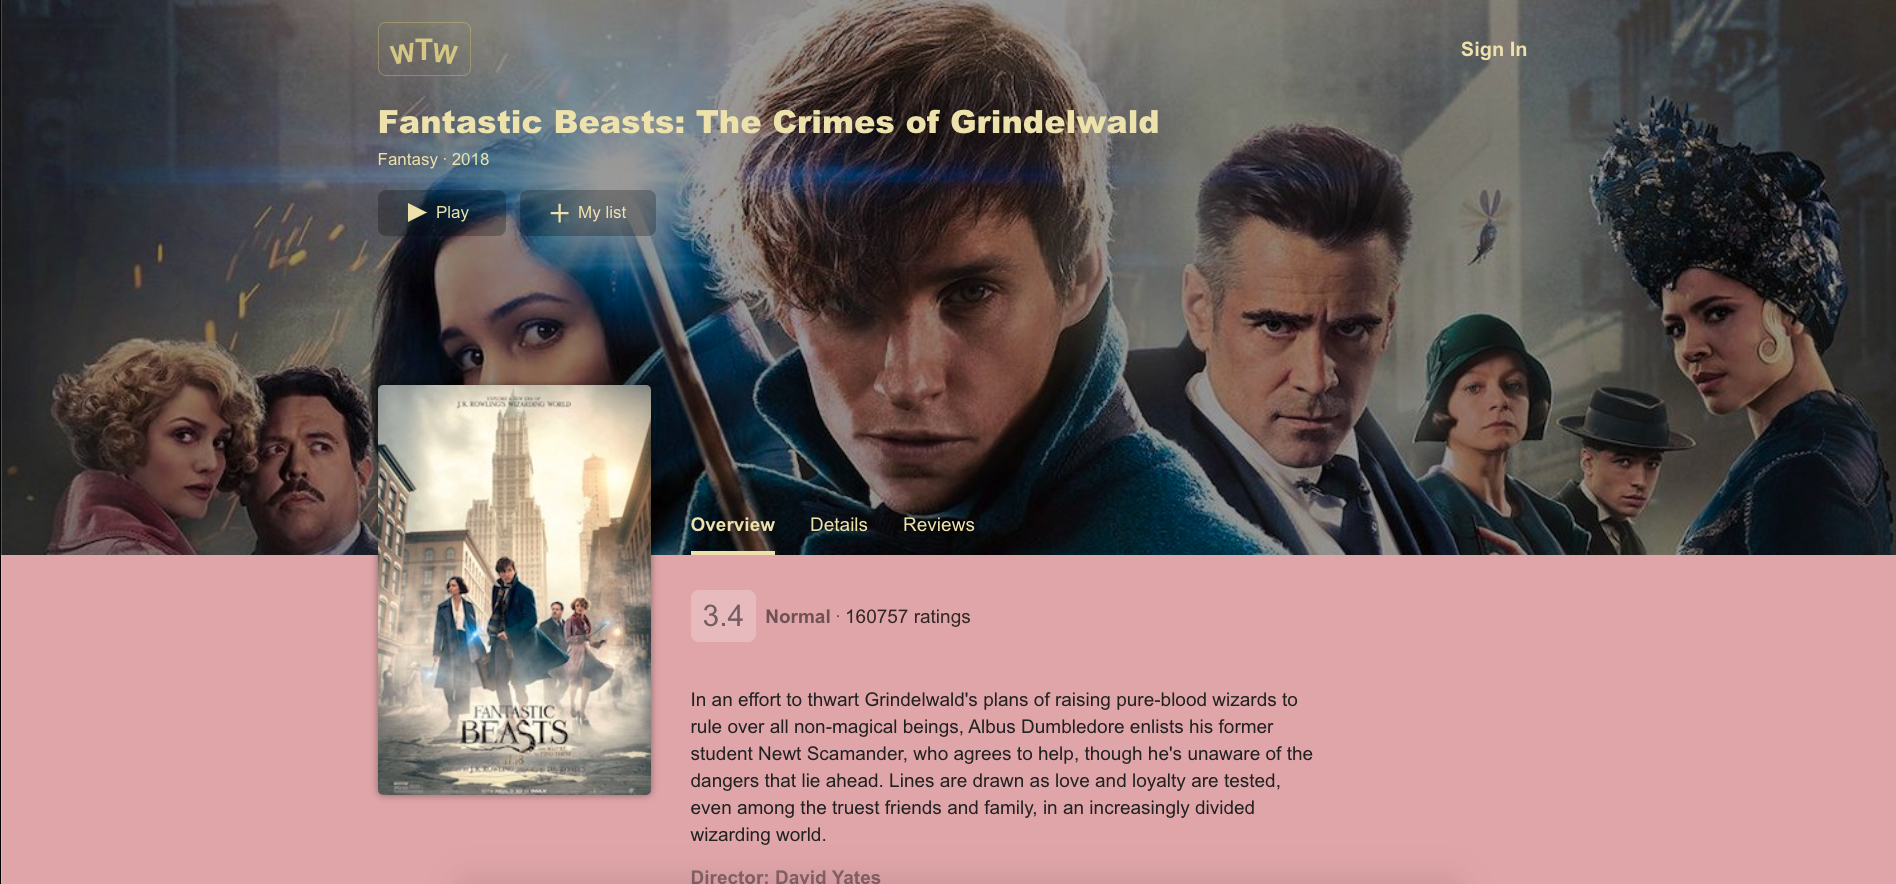 WTW
Sign In
Fantastic Beasts: The Crimes of Grindelwald
Fantasy · 2018
Play
My list
J.K. ROWLING'S WIZARDING WORLD
FANTASTIC
BEASTS
11.18
Overview
Details
Reviews
3.4
Normal · 160757 ratings
In an effort to thwart Grindelwald's plans of raising pure-blood wizards to
rule over all non-magical beings, Albus Dumbledore enlists his former
student Newt Scamander, who agrees to help, though he's unaware of the
dangers that lie ahead. Lines are drawn as love and loyalty are tested,
even among the truest friends and family, in an increasingly divided
wizarding world.
Director: David Yates